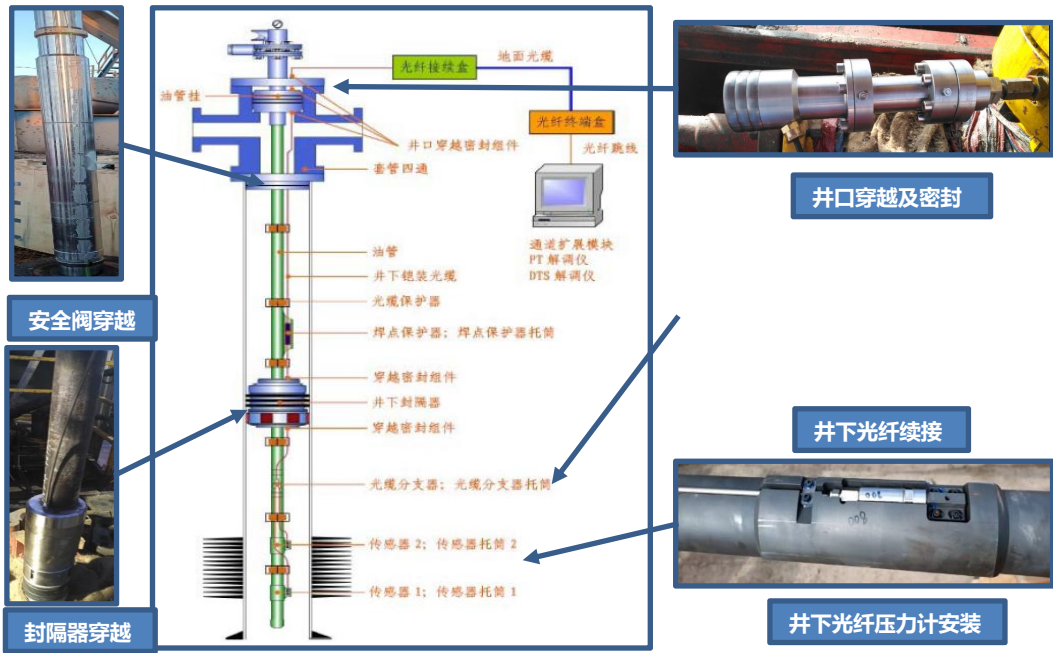 安全阀穿越
封隔器穿越
光纤接续盒
地面光缆
油管挂
光纤终端盒
井口穿越密封组件
光纤跳线
套管四通
通道扩展模块
PT 解调仪
DTS 解调仪
油管
井下铠装光缆
光缆保护器
焊点保护器；焊点保护器托筒
穿越密封组件
井下封隔器
穿越密封组件
光缆分支器；光缆分支器托筒
传感器 2；传感器托筒 2
传感器 1；传感器托筒 1
井口穿越及密封
井下光纤续接
008
008
井下光纤压力计安装